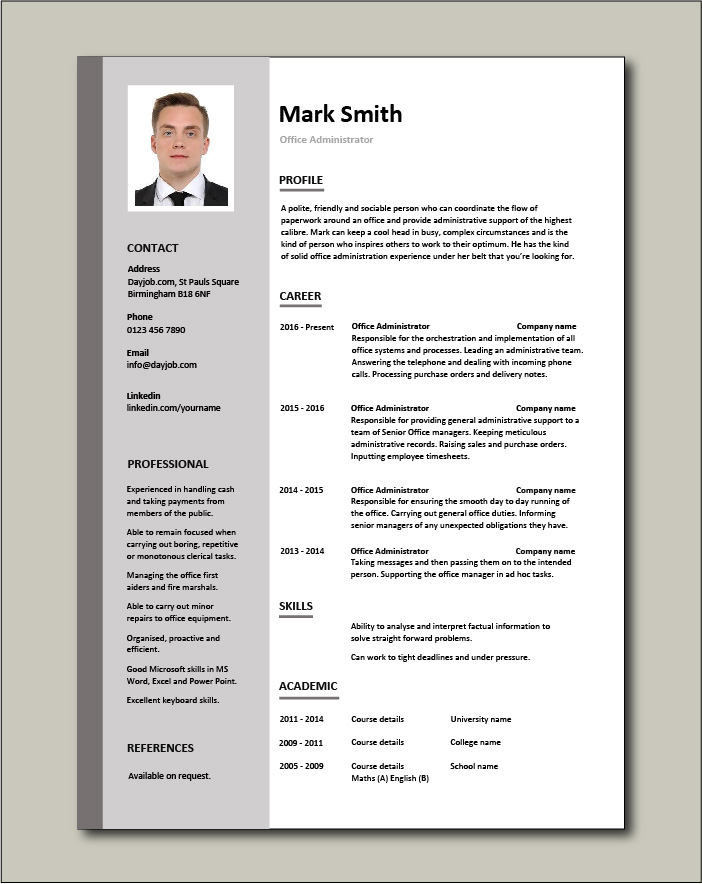 Mark Smith
Office Administrator
PROFILE
A polite, friendly and sociable person who can coordinate the flow of
paperwork around an office and provide administrative support of the highest
calibre. Mark can keep a cool head in busy, complex circumstances and is the
kind of person who inspires others to work to their optimum. He has the kind
of solid office administration experience under her belt that you're looking for.
CAREER
2016 - Present Office Administrator Company name
Responsible for the orchestration and implementation of all
office systems and processes. Leading an administrative team.
Answering the telephone and dealing with incoming phone
calls. Processing purchase orders and delivery notes.
2015 - 2016 Office Administrator Company name
Responsible for providing general administrative support to a
team of Senior Office managers. Keeping meticulous
administrative records. Raising sales and purchase orders.
Inputting employee timesheets.
2014 - 2015 Office Administrator Company name
Responsible for ensuring the smooth day to day running of
the office. Carrying out general office duties. Informing
senior managers of any unexpected obligations they have.
2013 - 2014 Office Administrator Company name
Taking messages and then passing them on to the intended
person. Supporting the office manager in ad hoc tasks.
SKILLS
Ability to analyse and interpret factual information to
solve straight forward problems.
Can work to tight deadlines and under pressure.
ACADEMIC
2011 - 2014 Course details University name
2009 - 2011 Course details College name
2005 - 2009 Course details School name
Maths (A) English (B)
CONTACT
Address
Dayjob.com, St Pauls Square
Birmingham B18 6NF
Phone
0123 456 7890
Email
info@dayjob.com
Linkedin
linkedin.com/yourname
PROFESSIONAL
Experienced in handling cash
and taking payments from
members of the public.
Able to remain focused when
carrying out boring, repetitive
or monotonous clerical tasks.
Managing the office first
aiders and fire marshals.
Able to carry out minor
repairs to office equipment.
Organised, proactive and
efficient.
Good Microsoft skills in MS
Word, Excel and Power Point.
Excellent keyboard skills.
REFERENCES
Available on request.